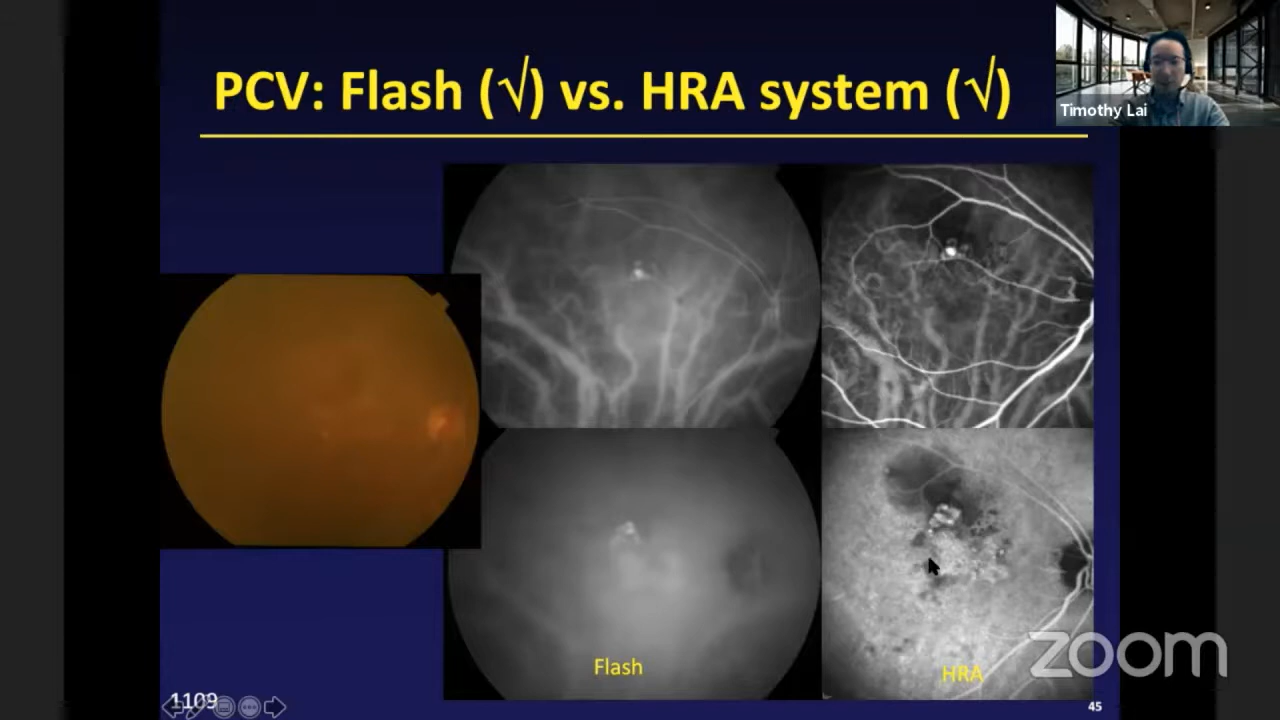 PCV: Flash (√) vs. HRA system (√)
Timothy Lai
Flash
HRA
zoom
1109
45